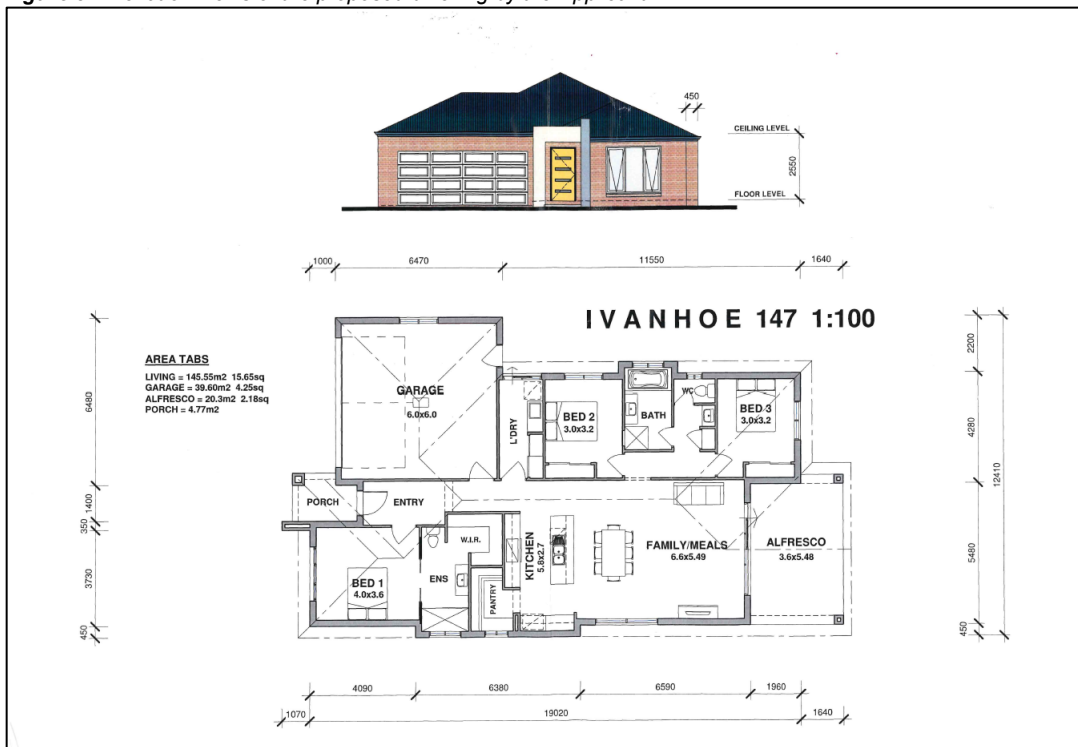 450
CEILING LEVEL
2550
FLOOR LEVEL
1000 6470 11550 1640
IVANHOE 147 1:100
AREA TABS
LIVING = 145.55m2 15.65sq
GARAGE = 39.60m2 4.25sq
ALFRESCO = 20.3m2 2.18sq
PORCH = 4.77m2
6480
1400
350
3730
450
GARAGE
6.0x6.0
L'DRY
BED 2
3.0x3.2
BATH
WC
BED 3
3.0x3.2
PORCH
ENTRY
W.I.R.
BED 1
4.0x3.6
ENS
PANTRY
KITCHEN
5.8x2.7
FAMILY/MEALS
6.6x5.49
ALFRESCO
3.6x5.48
2200
4280
5480
450
12410
4090 6380 6590 1960
1070 19020 1640